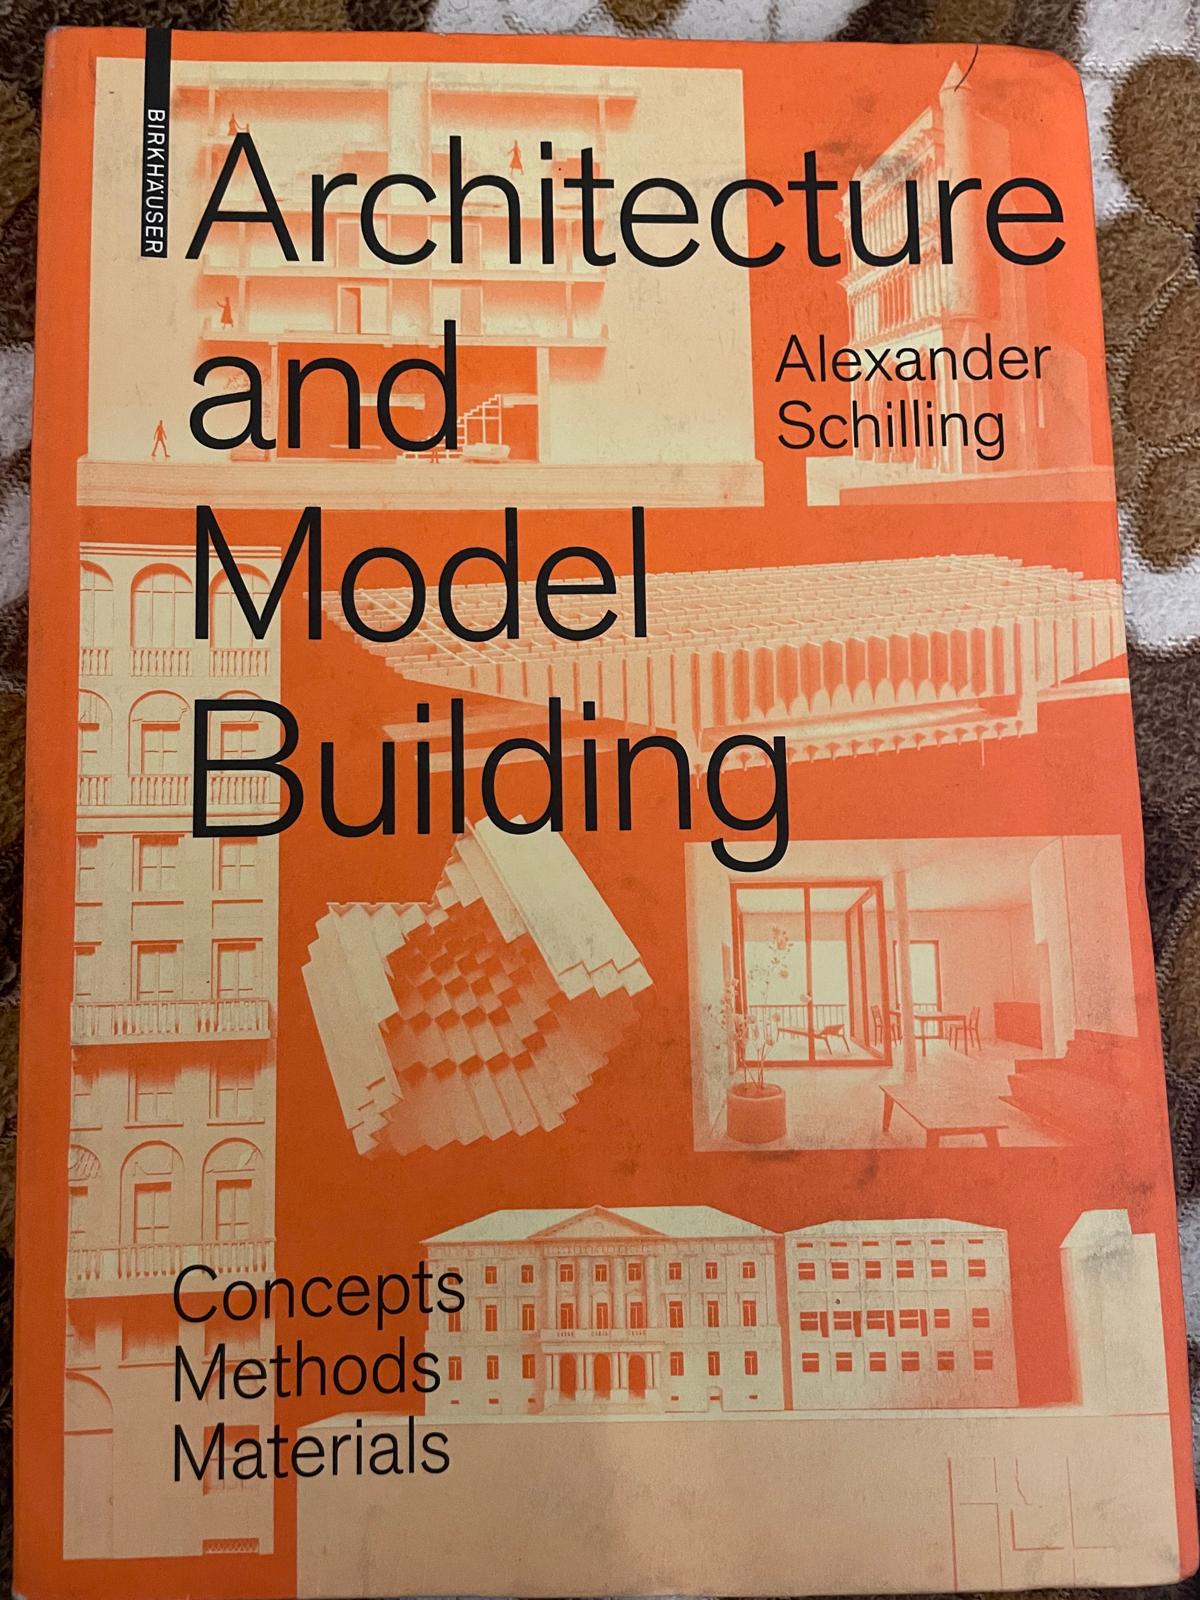 BIRKHÄUSER
Architecture
and
Alexander
Schilling
Model
Building
Concepts
Methods
Materials